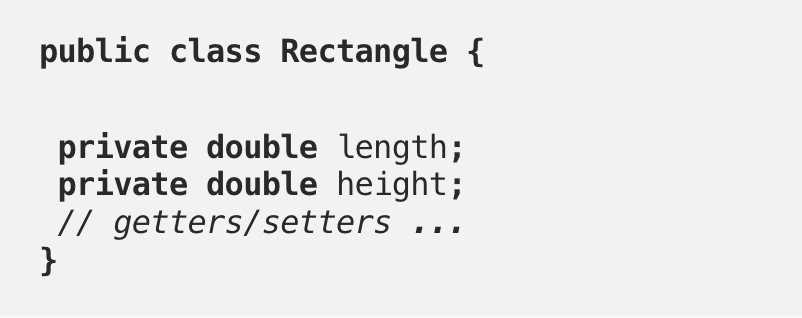 public class Rectangle {
private double length;
private double height;
// getters/setters ...
}